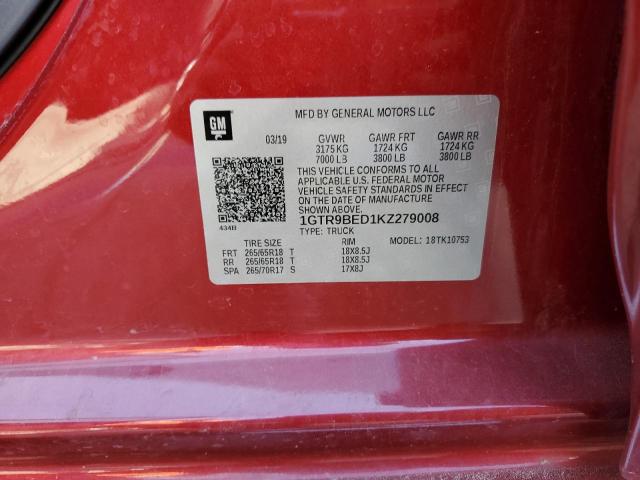 MFD BY GENERAL MOTORS LLC
GM
03/19 GVWR GAWR FRT GAWR RR
3175 KG 1724 KG 1724 KG
7000 LB 3800 LB 3800 LB
THIS VEHICLE CONFORMS TO ALL
APPLICABLE U.S. FEDERAL MOTOR
VEHICLE SAFETY STANDARDS IN EFFECT
ON THE DATE OF MANUFACTURE
SHOWN ABOVE.
1GTR9BED1KZ279008
434B
TYPE: TRUCK MODEL: 18TK10753
TIRE SIZE RIM
FRT 265/65R18 T 18X8.5J
RR 265/65R18 T 18X8.5J
SPA 265/70R17 S 17X8J